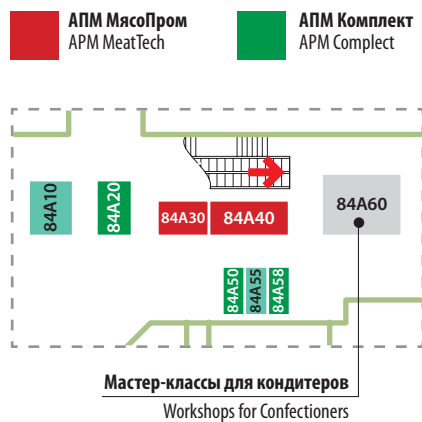 АПМ МясоПром
APM MeatTech
АПМ Комплект
APM Complect
84A10
84A20
84A30
84A40
84A60
84A50
84A55
84A58
Мастер-классы для кондитеров
Workshops for Confectioners